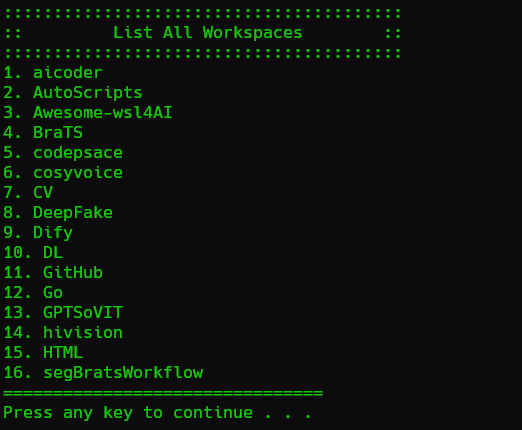 ::::::::::::::::::::::::::::::::::::::::
::         List All Workspaces        ::
::::::::::::::::::::::::::::::::::::::::
1. aicoder
2. AutoScripts
3. Awesome-wsl4AI
4. BraTS
5. codepsace
6. cosyvoice
7. CV
8. DeepFake
9. Dify
10. DL
11. GitHub
12. Go
13. GPTSoVIT
14. hivision
15. HTML
16. segBratsWorkflow
================================
Press any key to continue . . .